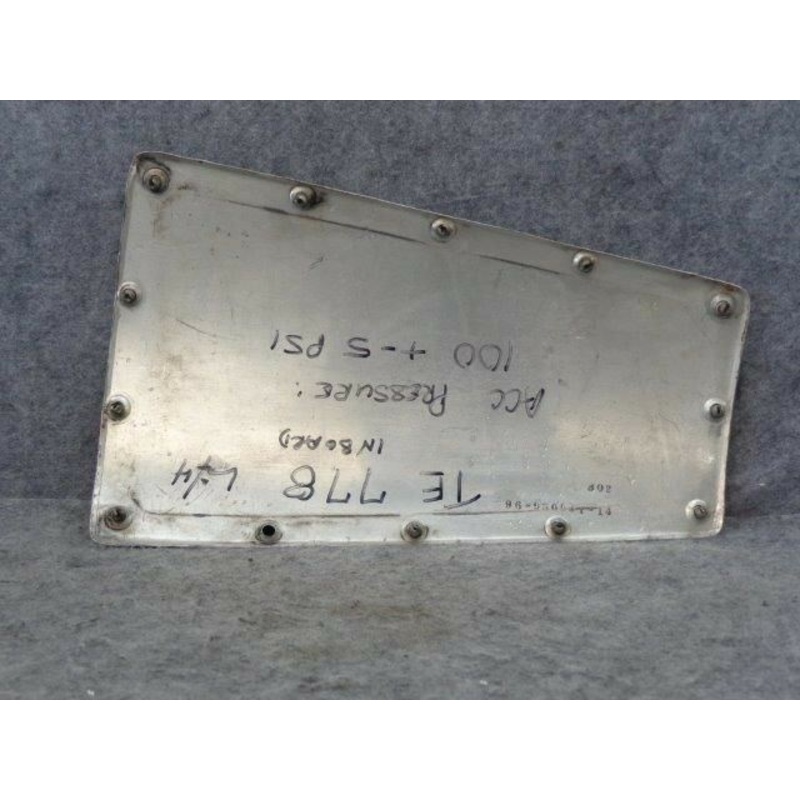 TE 778 L/H
INBOARD
ACC PRESSURE:
100 +-5 PSI